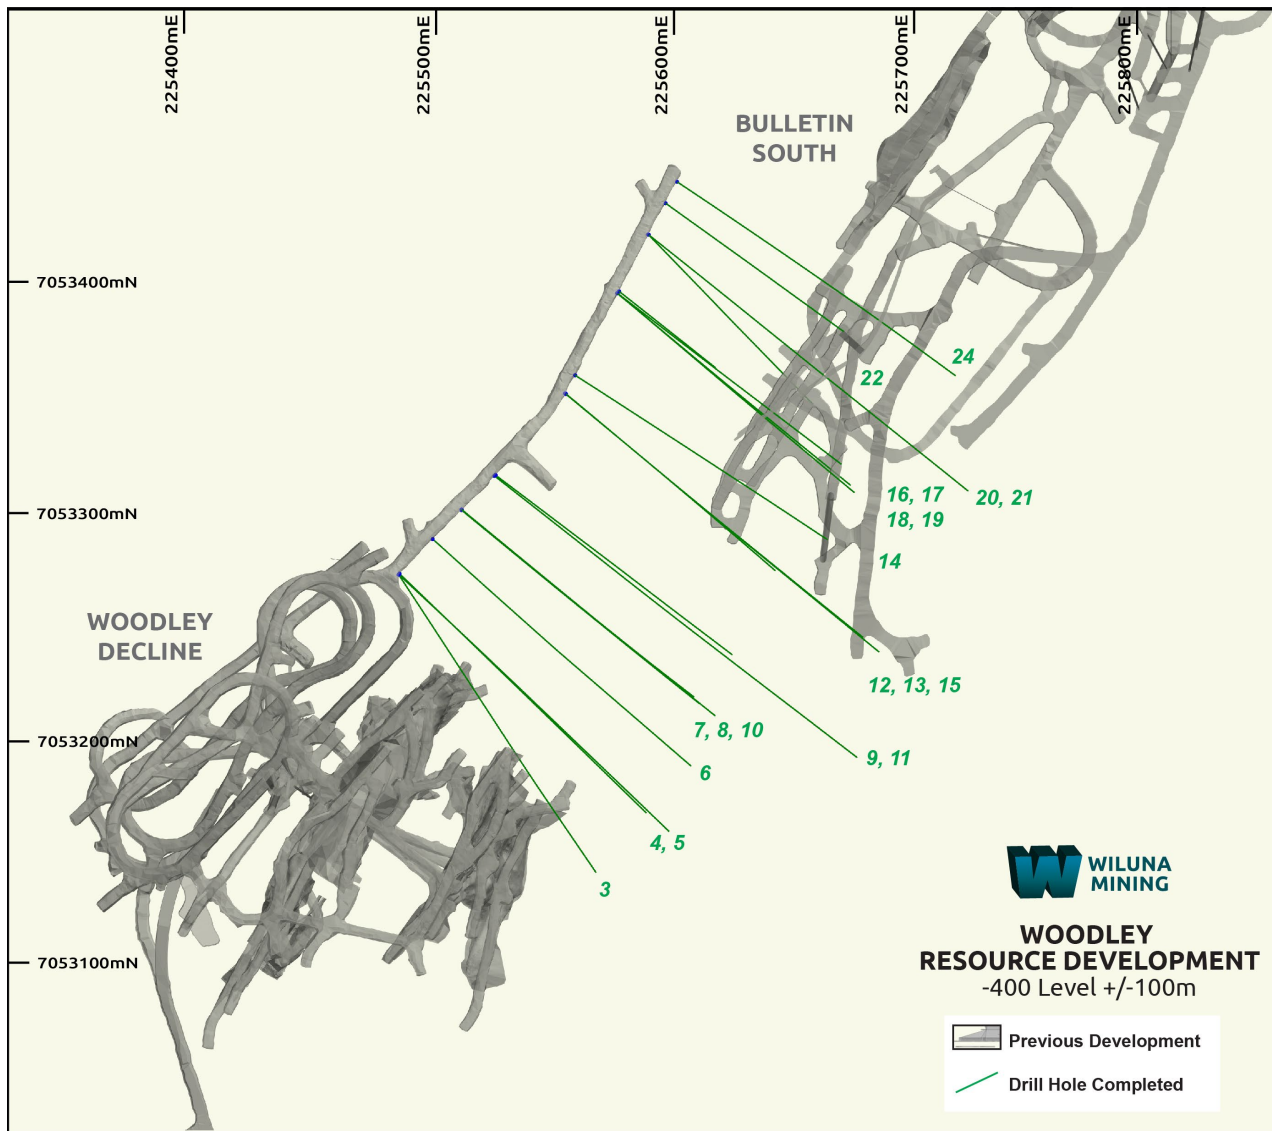 225400mE
225500mE
225600mE
225700mE
225800mE
BULLETIN
SOUTH
7053400mN
24
22
16, 17
20, 21
7053300mN
18, 19
14
WOODLEY
DECLINE
12, 13, 15
7, 8, 10
7053200mN
9, 11
6
4, 5
3
WILUNA
MINING
WOODLEY
RESOURCE DEVELOPMENT
7053100mN
-400 Level +/-100m
Previous Development
Drill Hole Completed